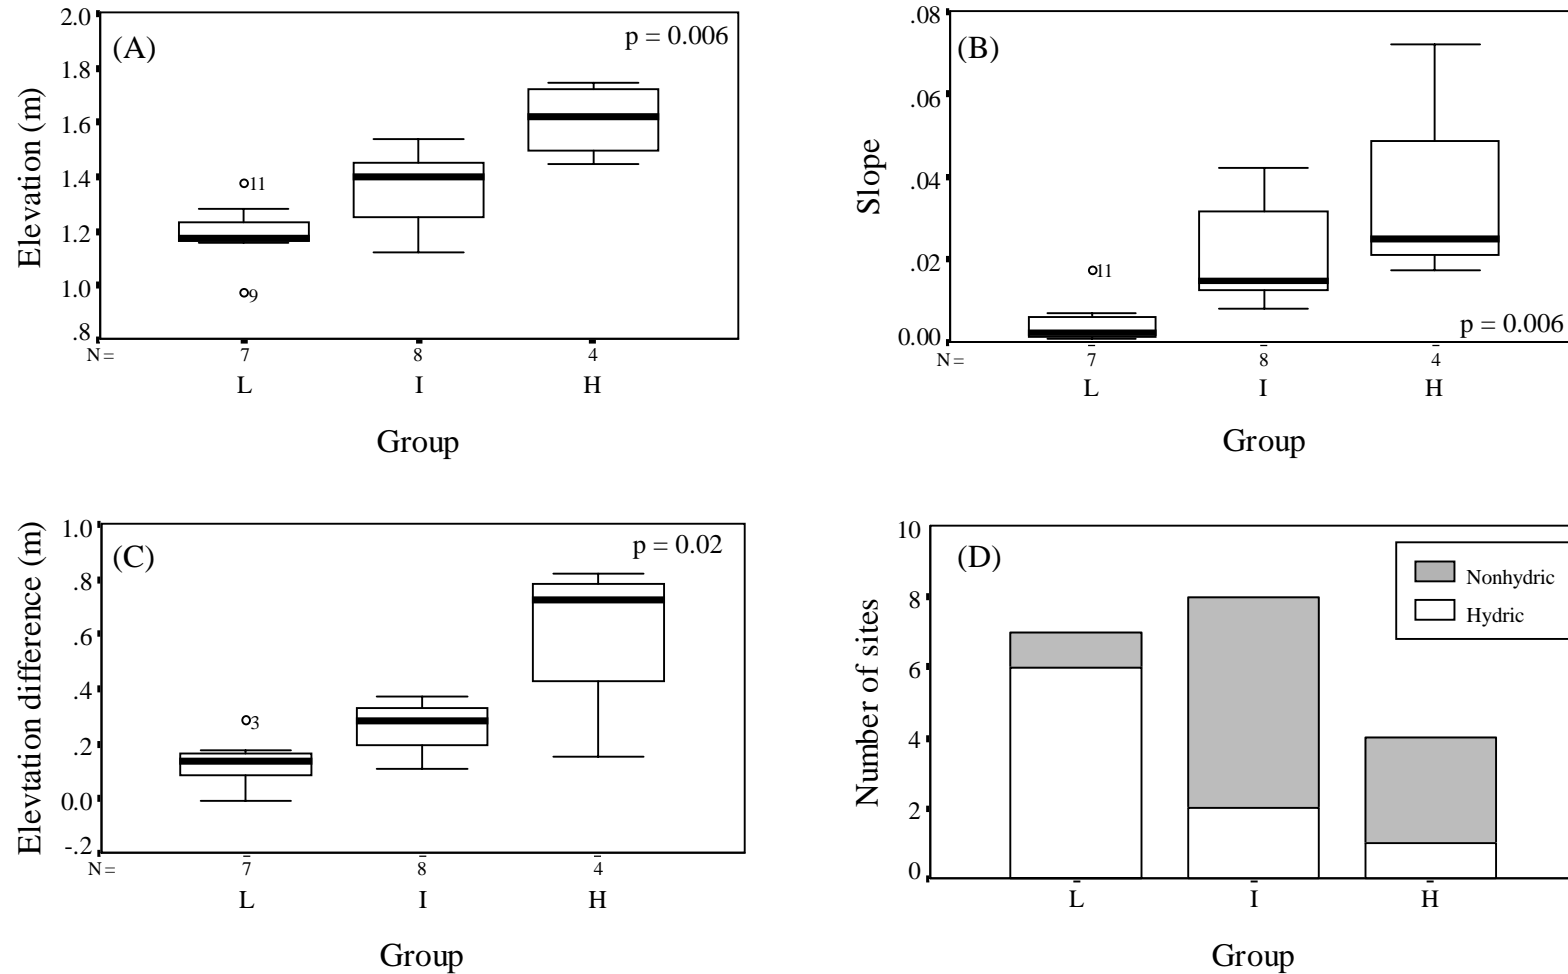 (A)
p = 0.006
Elevation (m)
2.0
1.8
1.6
1.4
1.2
1.0
.8
11
9
N =
7
8
4
L
I
H
Group
(B)
p = 0.006
Slope
.08
.06
.04
.02
0.00
11
N =
7
8
4
L
I
H
Group
(C)
p = 0.02
Elevtation difference (m)
1.0
.8
.6
.4
.2
0.0
-.2
3
N =
7
8
4
L
I
H
Group
(D)
Number of sites
10
8
6
4
2
0
Nonhydric
Hydric
L
I
H
Group